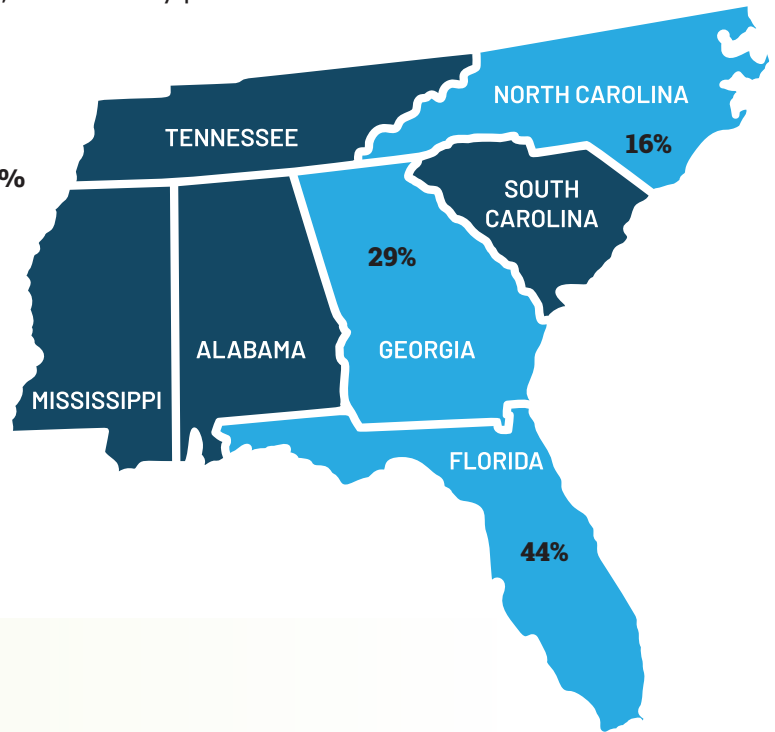 NORTH CAROLINA
16%
TENNESSEE
%
SOUTH
CAROLINA
29%
ALABAMA
GEORGIA
MISSISSIPPI
FLORIDA
44%